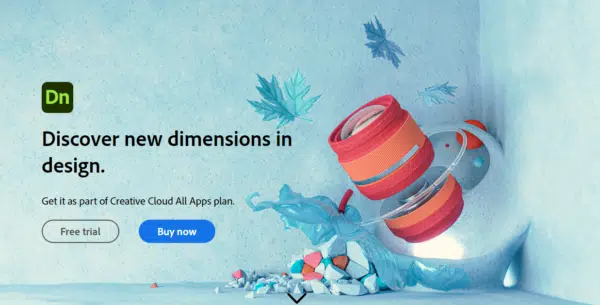 Dn
Discover new dimensions in
design.
Get it as part of Creative Cloud All Apps plan.
Free trial
Buy now